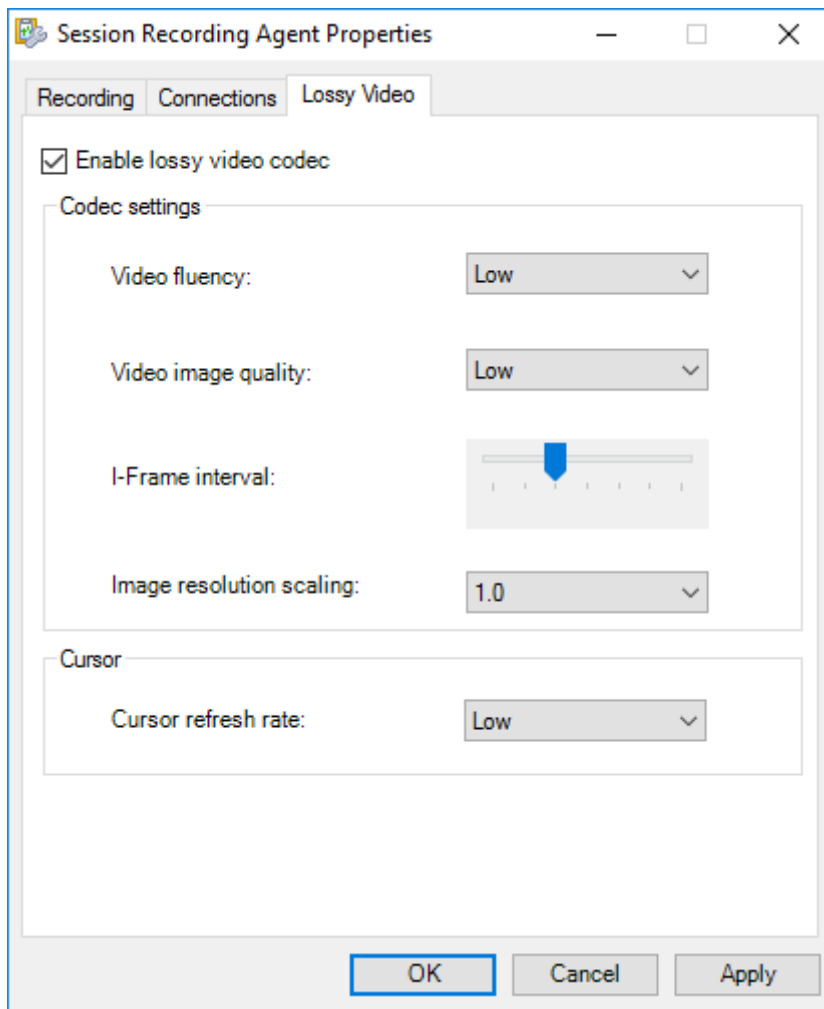 Session Recording Agent Properties
Recording Connections Lossy Video
Enable lossy video codec
Codec settings
Video fluency: Low
Video image quality: Low
I-Frame interval:
Image resolution scaling: 1.0
Cursor
Cursor refresh rate: Low
OK Cancel Apply